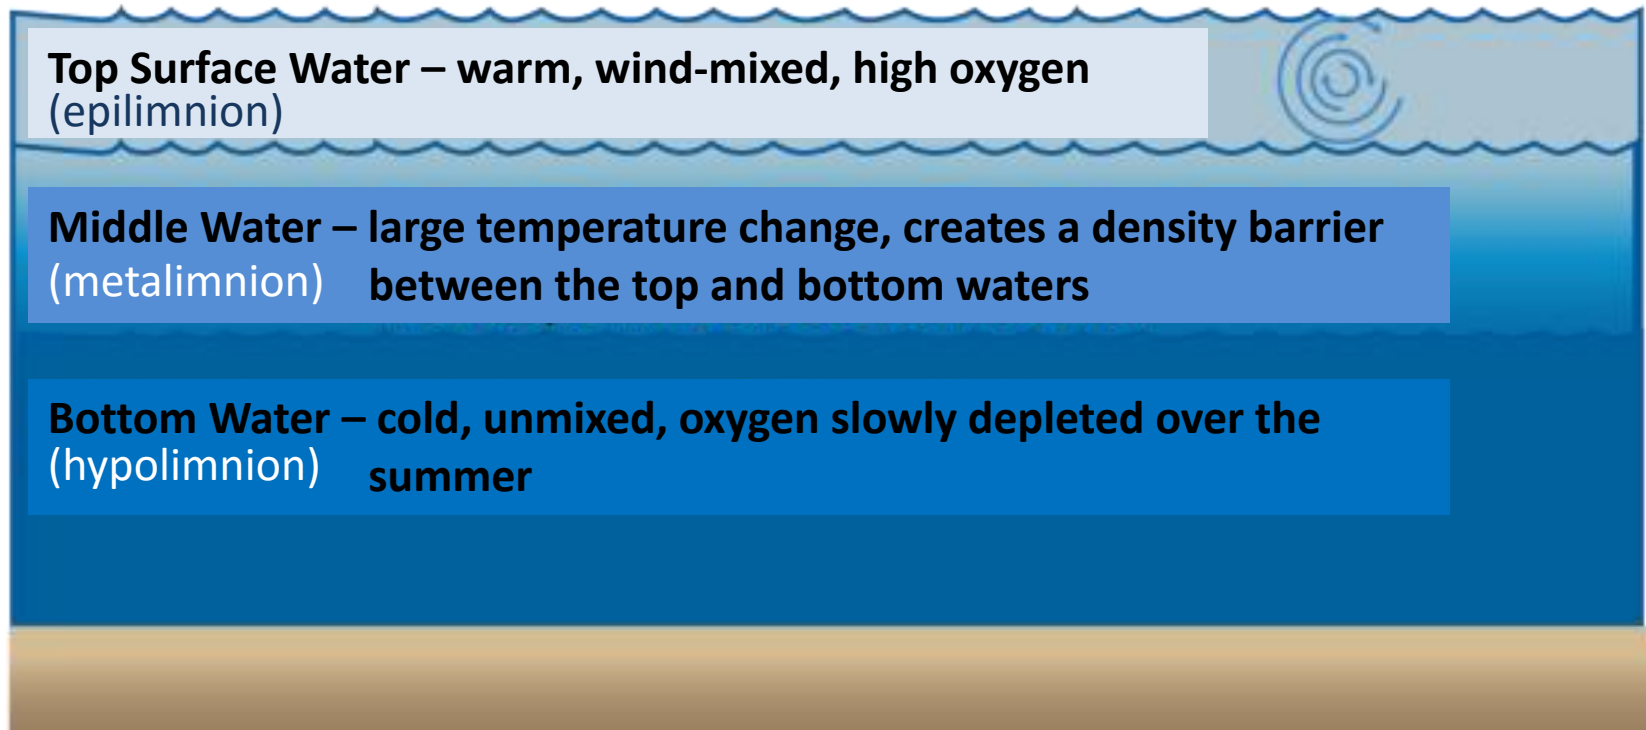 Top Surface Water – warm, wind-mixed, high oxygen
(epilimnion)
Middle Water – large temperature change, creates a density barrier
(metalimnion) between the top and bottom waters
Bottom Water – cold, unmixed, oxygen slowly depleted over the
(hypolimnion) summer